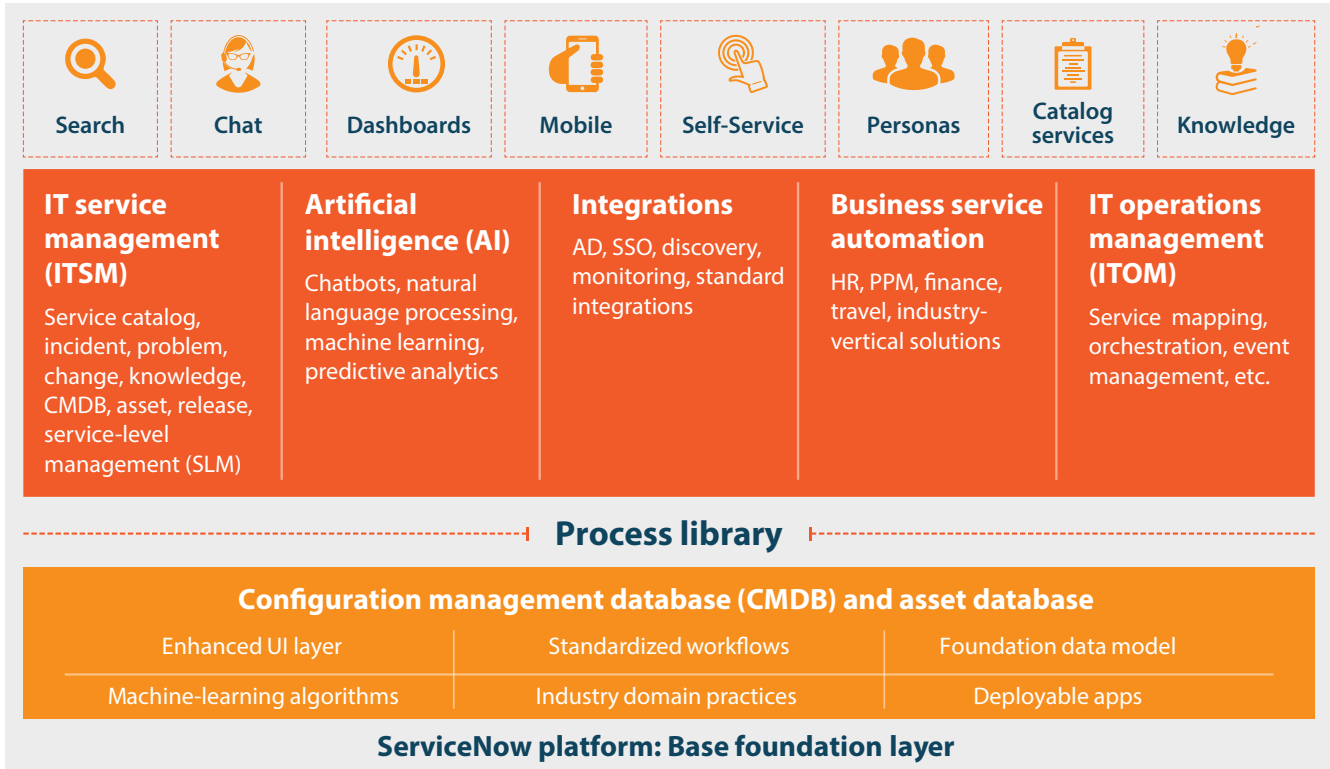 Search
Chat
Dashboards
Mobile
Self-Service
Personas
Catalog
services
Knowledge
IT service
management
(ITSM)
Service catalog,
incident, problem,
change, knowledge,
CMDB, asset, release,
service-level
management (SLM)
Artificial
intelligence (AI)
Chatbots, natural
language processing,
machine learning,
predictive analytics
Integrations
AD, SSO, discovery,
monitoring, standard
integrations
Business service
automation
HR, PPM, finance,
travel, industry-
vertical solutions
IT operations
management
(ITOM)
Service mapping,
orchestration, event
management, etc.
Process library
Configuration management database (CMDB) and asset database
Enhanced UI layer
Standardized workflows
Foundation data model
Machine-learning algorithms
Industry domain practices
Deployable apps
ServiceNow platform: Base foundation layer